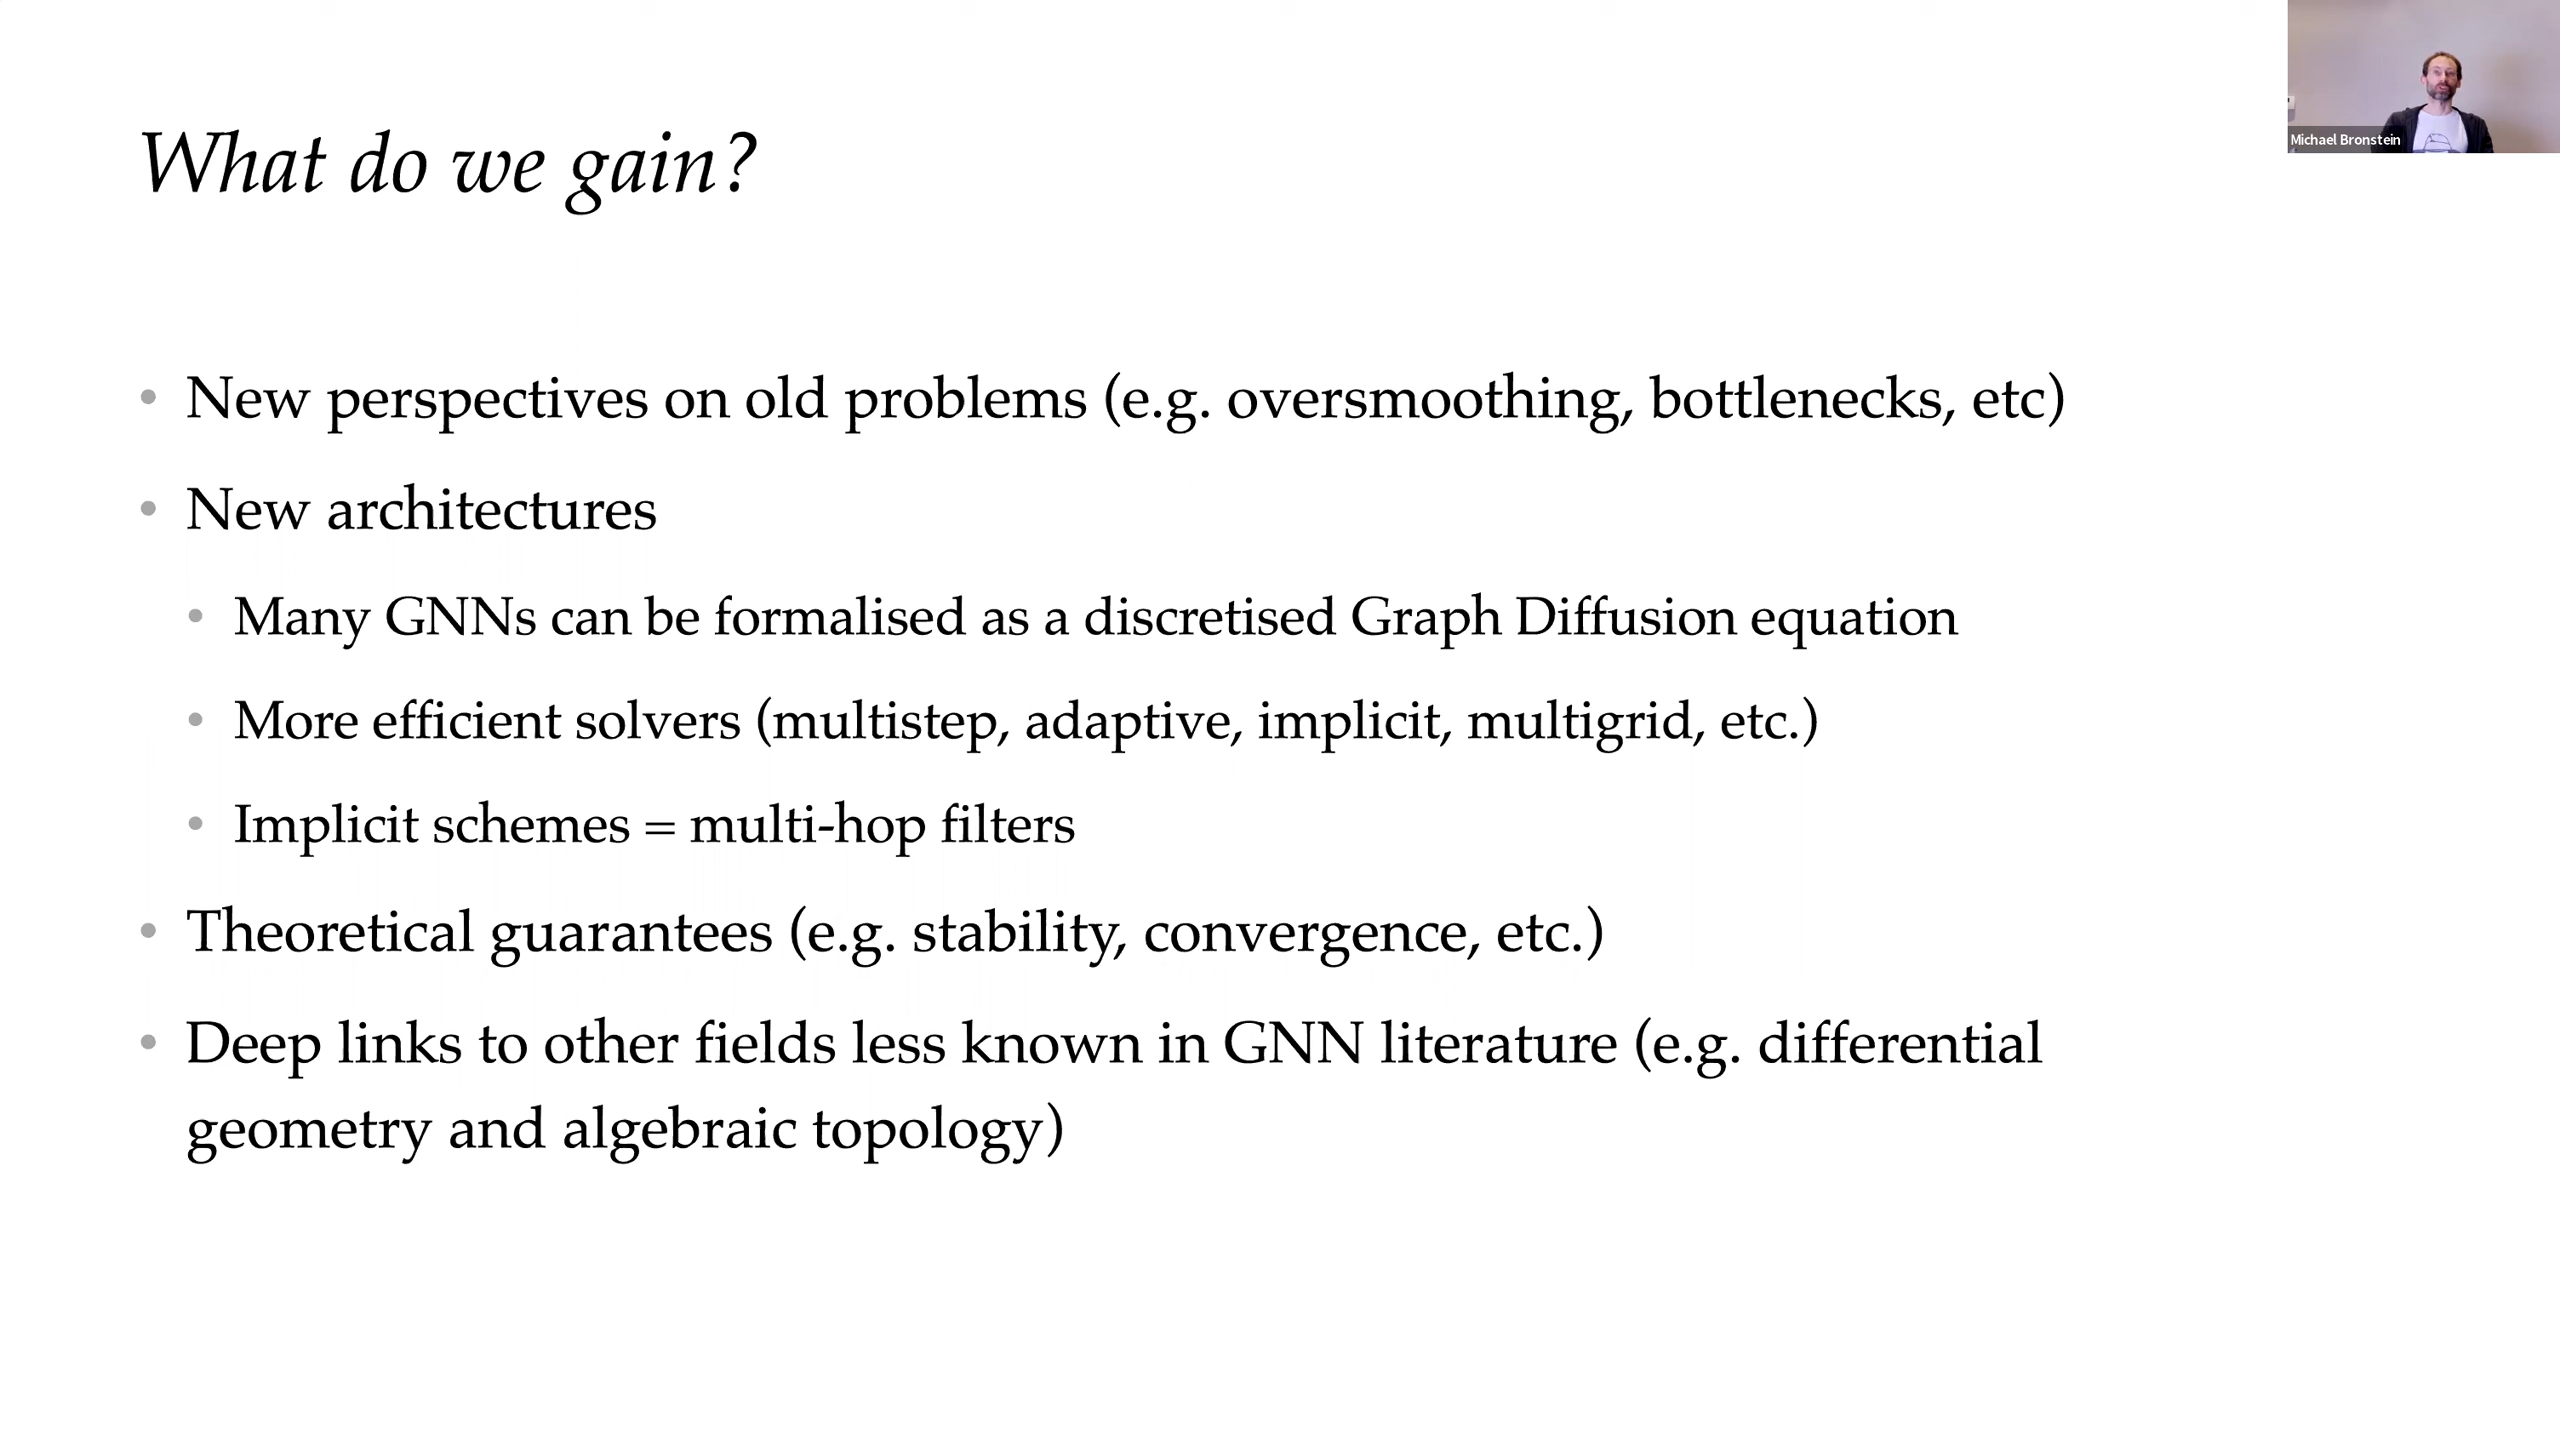 Michael Bronstein
What do we gain?
• New perspectives on old problems (e.g. oversmoothing, bottlenecks, etc)
• New architectures
• Many GNNs can be formalised as a discretised Graph Diffusion equation
• More efficient solvers (multistep, adaptive, implicit, multigrid, etc.)
• Implicit schemes = multi-hop filters
• Theoretical guarantees (e.g. stability, convergence, etc.)
• Deep links to other fields less known in GNN literature (e.g. differential
geometry and algebraic topology)